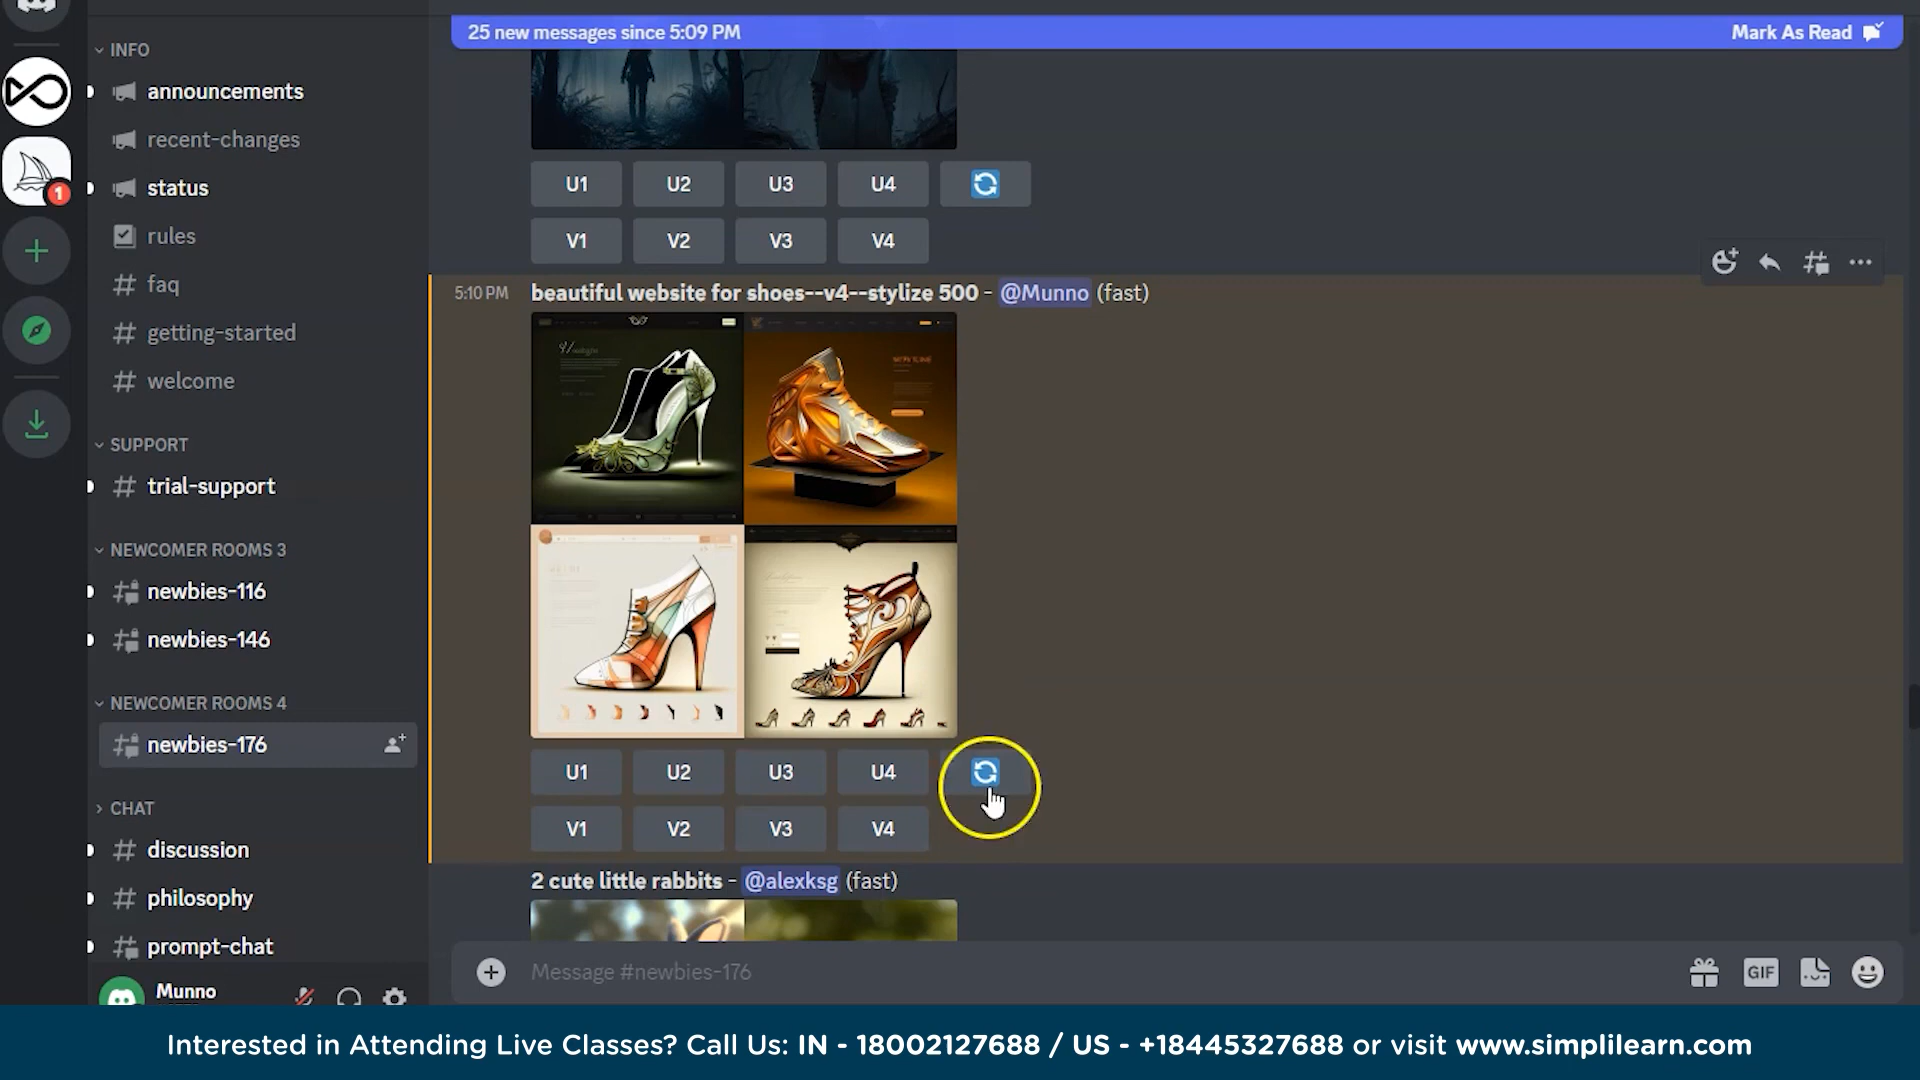 25 new messages since 5:09 PM
Mark As Read
INFO
announcements
recent-changes
1
status
rules
faq
getting-started
welcome
SUPPORT
trial-support
NEWCOMER ROOMS 3
newbies-116
newbies-146
NEWCOMER ROOMS 4
newbies-176
CHAT
discussion
philosophy
prompt-chat
Munno
U1 U2 U3 U4
V1 V2 V3 V4
5:10 PM beautiful website for shoes--v4--stylize 500 - @Munno (fast)
U1 U2 U3 U4
V1 V2 V3 V4
2 cute little rabbits - @alexksg (fast)
Message #newbies-176
GIF
Interested in Attending Live Classes? Call Us: IN - 18002127688 / US - +18445327688 or visit www.simplilearn.com